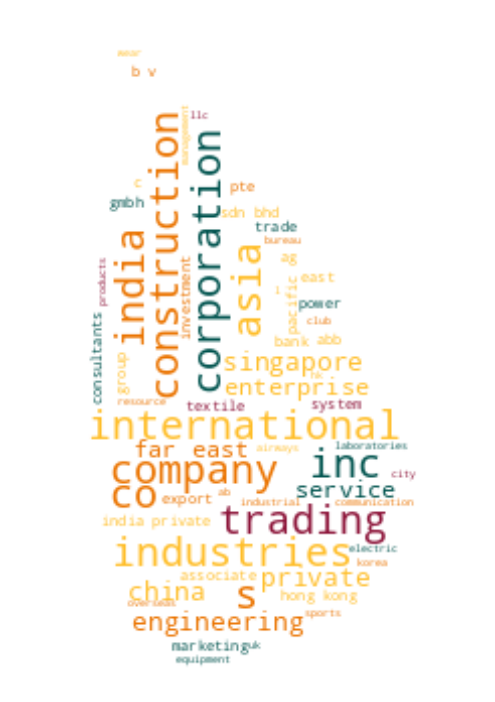 wear
b v
llc
management
construction
corporation
c
pte
gmbh
sdn bhd
trade
india
bureau
asia
ag
products
investment
east
l
pacific
power
consultants
club
bank abb
group
singapore
hk
enterprise
resource
textile
system
international
far east
airways
laboratories
company
inc
city
co
export
ab
service
industrial
communication
india private
trading
industries
electric
korea
associate
private
china
s
hong kong
overseas
sports
engineering
marketing
uk
equipment